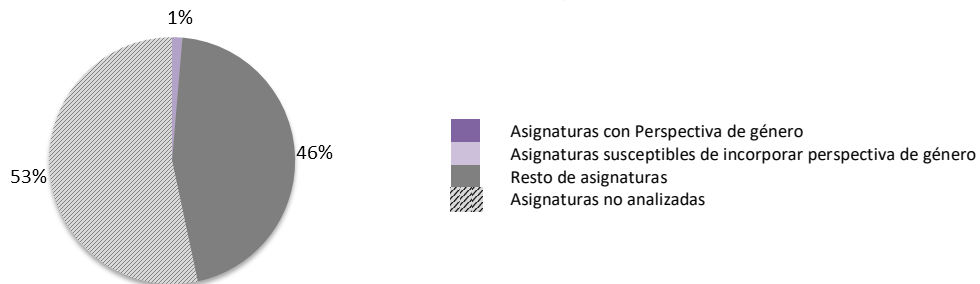 1%
46%
53%
Asignaturas con Perspectiva de género
Asignaturas susceptibles de incorporar perspectiva de género
Resto de asignaturas
Asignaturas no analizadas